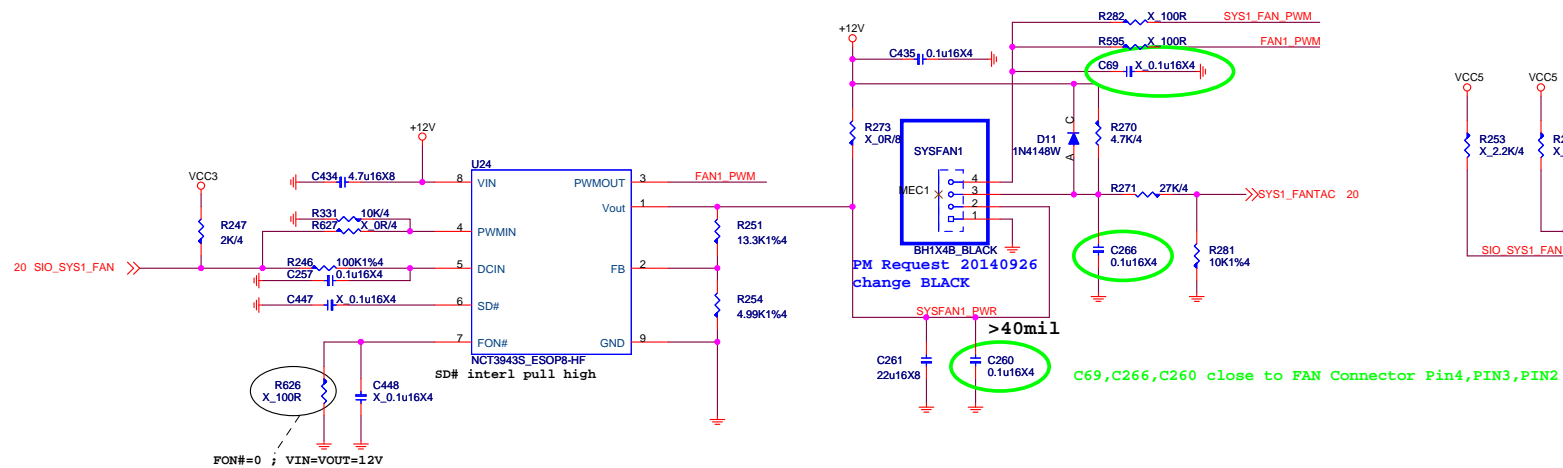 R282 X_100R SYS1_FAN_PWM
R595 X_100R FAN1_PWM
C69 X_0.1u16X4
+12V
C435 0.1u16X4
VCC5 VCC5
R253
X_2.2K/4
SIO_SYS1_FAN
R273
X_0R/8
SYSFAN1
MEC1
4
3
2
1
BH1X4B_BLACK
D11
1N4148W
C
A
R270
4.7K/4
R271 27K/4 SYS1_FANTAC 20
C266
0.1u16X4
R281
10K1%4
PM Request 20140926
change BLACK
SYSFAN1_PWR
>40mil
C261
22u16X8
C260
0.1u16X4
C69,C266,C260 close to FAN Connector Pin4,PIN3,PIN2
+12V
VCC3
C434 4.7u16X8
R331 10K/4
R627 X_0R/4
R247
2K/4
20 SIO_SYS1_FAN
R246 100K1%4
C257 0.1u16X4
C447 X_0.1u16X4
U24
8 VIN PWMOUT 3 FAN1_PWM
Vout 1
4 PWMIN
5 DCIN FB 2
6 SD#
7 FON# GND 9
NCT3943S_ESOP8-HF
SD# interl pull high
R251
13.3K1%4
R254
4.99K1%4
R626
X_100R
C448
X_0.1u16X4
FON#=0 ; VIN=VOUT=12V